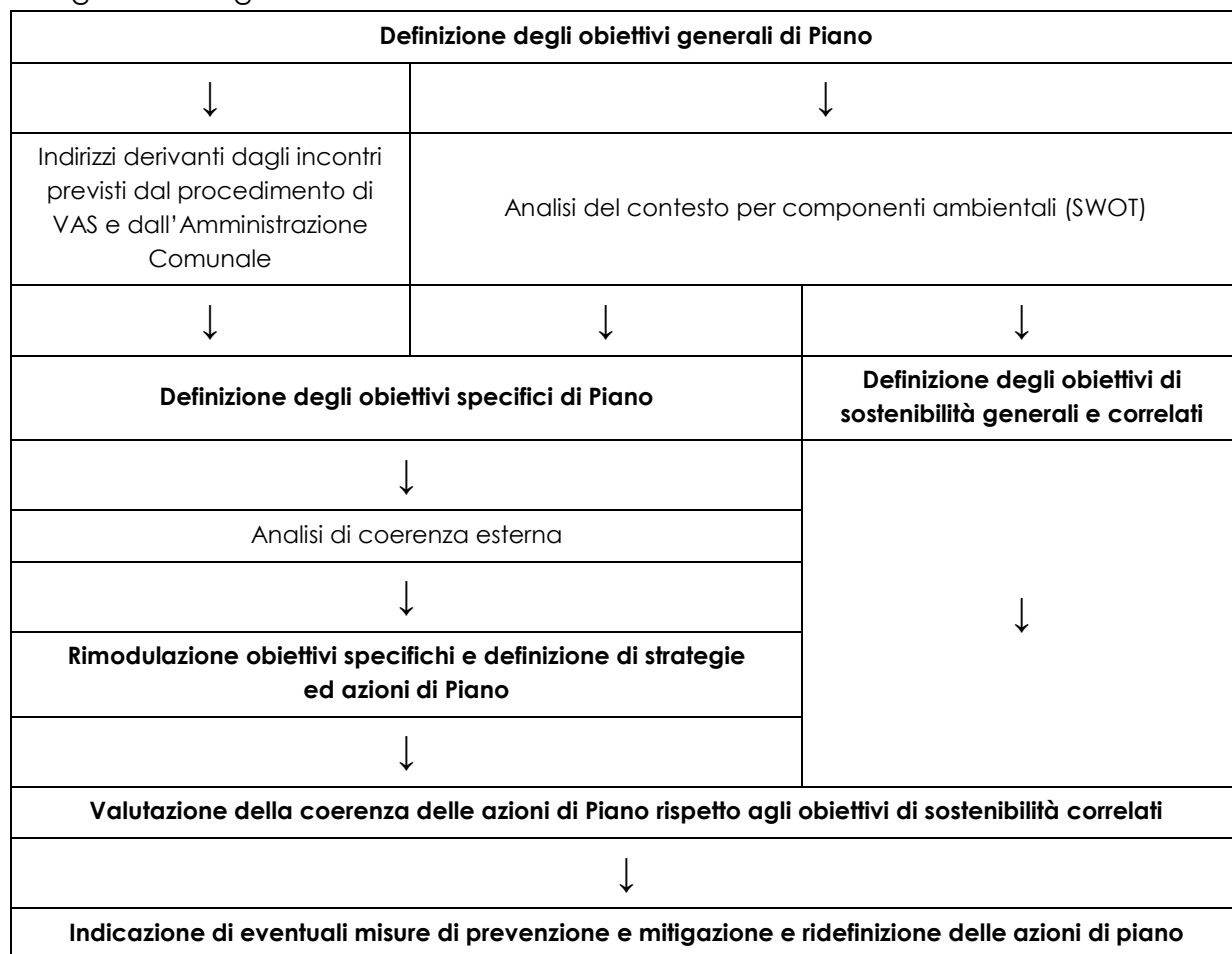 Definizione degli obiettivi generali di Piano
↓ ↓
Indirizzi derivanti dagli incontri
previsti dal procedimento di
VAS e dall'Amministrazione
Comunale
Analisi del contesto per componenti ambientali (SWOT)
↓ ↓ ↓
Definizione degli obiettivi specifici di Piano
Definizione degli obiettivi di
sostenibilità generali e correlati
↓
Analisi di coerenza esterna
↓
↓
Rimodulazione obiettivi specifichi e definizione di strategie
ed azioni di Piano
↓
Valutazione della coerenza delle azioni di Piano rispetto agli obiettivi di sostenibilità correlati
↓
Indicazione di eventuali misure di prevenzione e mitigazione e ridefinizione delle azioni di piano